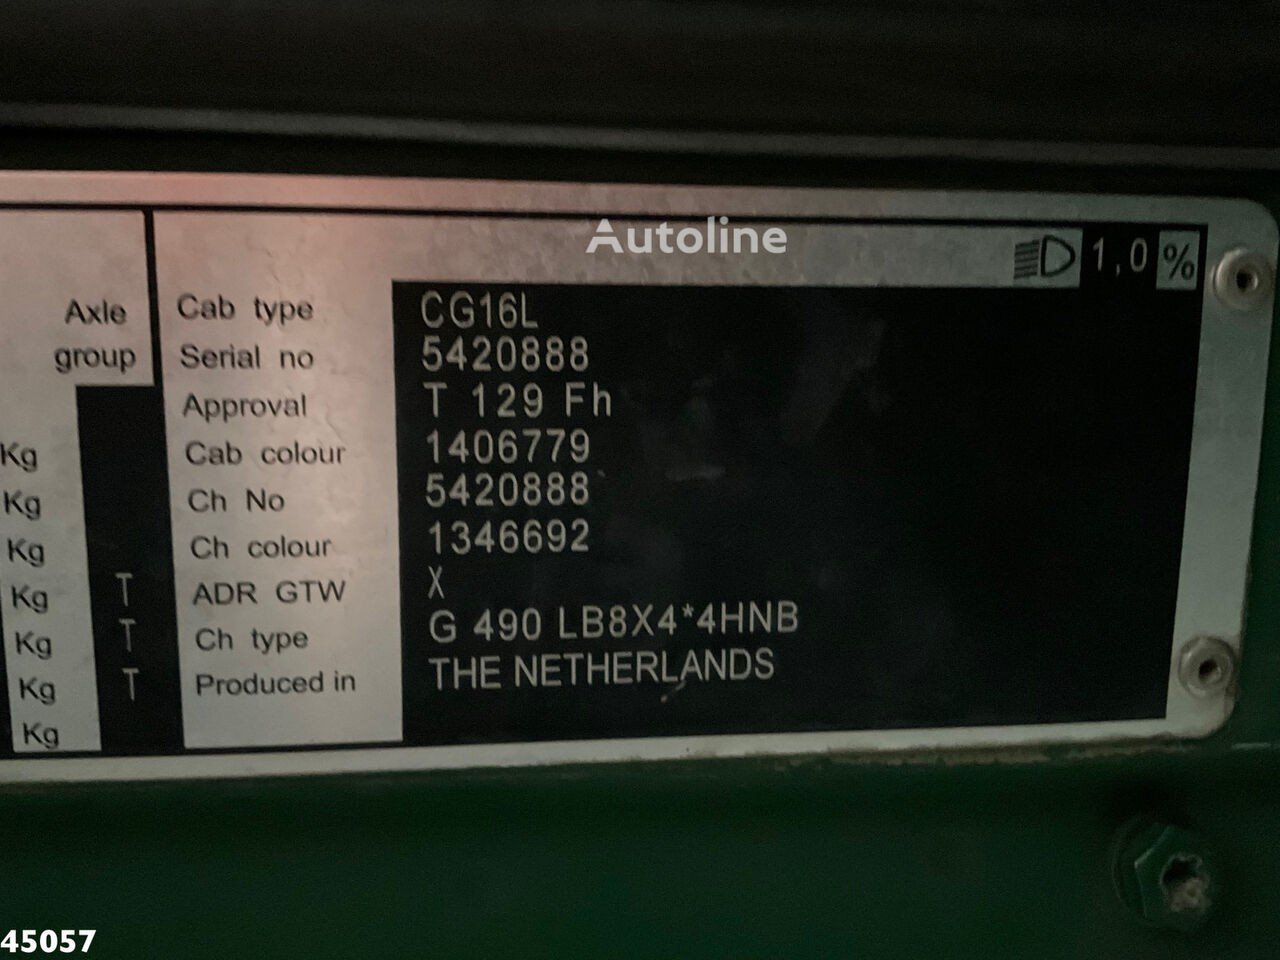 Autoline
1,0 %
Axle
group
Kg
Kg
Kg
Kg T
Kg T
Kg T
Kg
Cab type CG16L
Serial no 5420888
Approval T 129 Fh
Cab colour 1406779
Ch No 5420888
Ch colour 1346692
ADR GTW X
Ch type G 490 LB8X4*4HNB
Produced in THE NETHERLANDS
45057